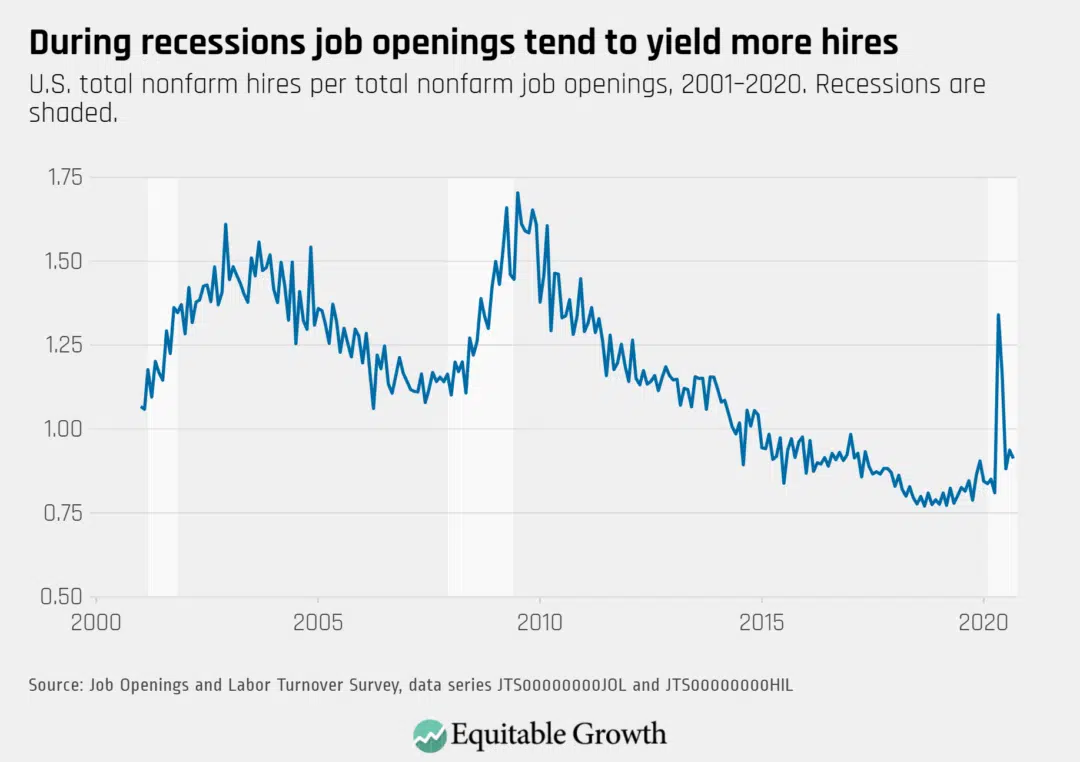 During recessions job openings tend to yield more hires
U.S. total nonfarm hires per total nonfarm job openings, 2001–2020. Recessions are
shaded.
1.75
1.50
1.25
1.00
0.75
0.50
2000 2005 2010 2015 2020
Source: Job Openings and Labor Turnover Survey, data series JTS00000000JOL and JTS00000000HIL
Equitable Growth